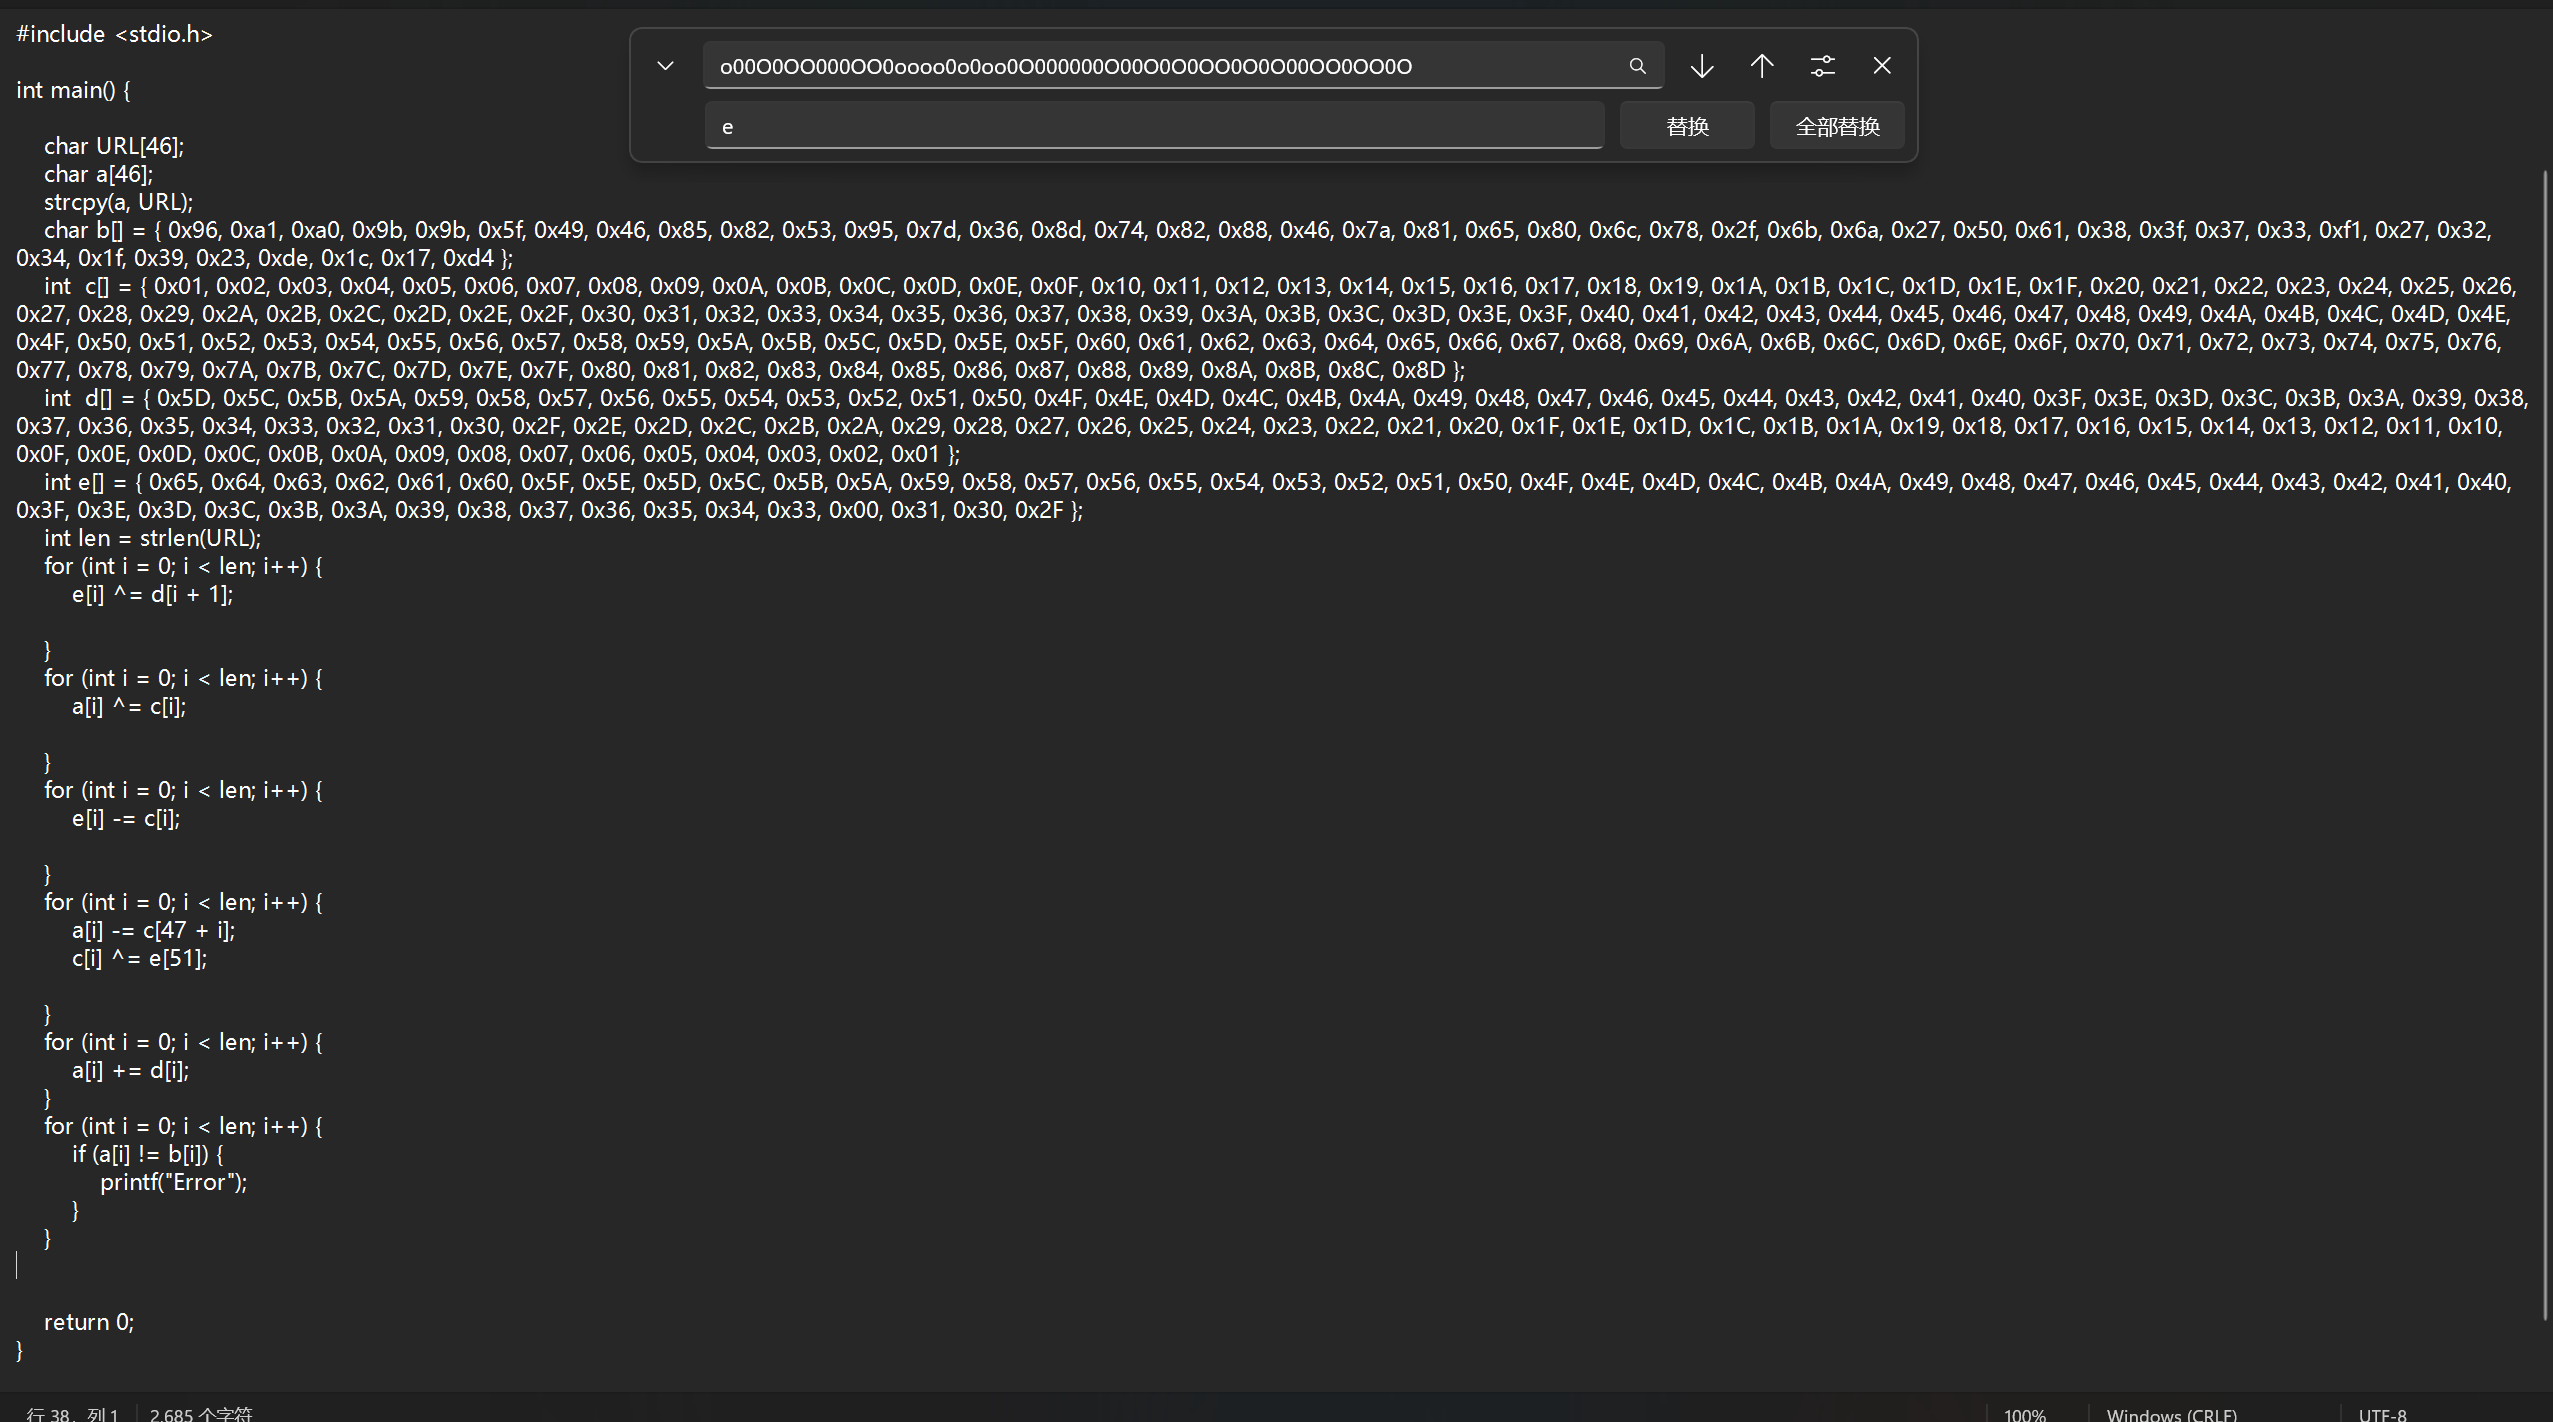 #include <stdio.h>
o00O0OO000OO0oooo0o0oo0O000000O00O0O0OO0O0O00OO0OO0O
int main() {
e
替换
全部替换
char URL[46];
char a[46];
strcpy(a, URL);
char b[] = { 0x96, 0xa1, 0xa0, 0x9b, 0x9b, 0x5f, 0x49, 0x46, 0x85, 0x82, 0x53, 0x95, 0x7d, 0x36, 0x8d, 0x74, 0x82, 0x88, 0x46, 0x7a, 0x81, 0x65, 0x80, 0x6c, 0x78, 0x2f, 0x6b, 0x6a, 0x27, 0x50, 0x61, 0x38, 0x3f, 0x37, 0x33, 0xf1, 0x27, 0x32,
0x34, 0x1f, 0x39, 0x23, 0xde, 0x1c, 0x17, 0xd4 };
int  c[] = { 0x01, 0x02, 0x03, 0x04, 0x05, 0x06, 0x07, 0x08, 0x09, 0x0A, 0x0B, 0x0C, 0x0D, 0x0E, 0x0F, 0x10, 0x11, 0x12, 0x13, 0x14, 0x15, 0x16, 0x17, 0x18, 0x19, 0x1A, 0x1B, 0x1C, 0x1D, 0x1E, 0x1F, 0x20, 0x21, 0x22, 0x23, 0x24, 0x25, 0x26,
0x27, 0x28, 0x29, 0x2A, 0x2B, 0x2C, 0x2D, 0x2E, 0x2F, 0x30, 0x31, 0x32, 0x33, 0x34, 0x35, 0x36, 0x37, 0x38, 0x39, 0x3A, 0x3B, 0x3C, 0x3D, 0x3E, 0x3F, 0x40, 0x41, 0x42, 0x43, 0x44, 0x45, 0x46, 0x47, 0x48, 0x49, 0x4A, 0x4B, 0x4C, 0x4D, 0x4E,
0x4F, 0x50, 0x51, 0x52, 0x53, 0x54, 0x55, 0x56, 0x57, 0x58, 0x59, 0x5A, 0x5B, 0x5C, 0x5D, 0x5E, 0x5F, 0x60, 0x61, 0x62, 0x63, 0x64, 0x65, 0x66, 0x67, 0x68, 0x69, 0x6A, 0x6B, 0x6C, 0x6D, 0x6E, 0x6F, 0x70, 0x71, 0x72, 0x73, 0x74, 0x75, 0x76,
0x77, 0x78, 0x79, 0x7A, 0x7B, 0x7C, 0x7D, 0x7E, 0x7F, 0x80, 0x81, 0x82, 0x83, 0x84, 0x85, 0x86, 0x87, 0x88, 0x89, 0x8A, 0x8B, 0x8C, 0x8D };
int  d[] = { 0x5D, 0x5C, 0x5B, 0x5A, 0x59, 0x58, 0x57, 0x56, 0x55, 0x54, 0x53, 0x52, 0x51, 0x50, 0x4F, 0x4E, 0x4D, 0x4C, 0x4B, 0x4A, 0x49, 0x48, 0x47, 0x46, 0x45, 0x44, 0x43, 0x42, 0x41, 0x40, 0x3F, 0x3E, 0x3D, 0x3C, 0x3B, 0x3A, 0x39, 0x38,
0x37, 0x36, 0x35, 0x34, 0x33, 0x32, 0x31, 0x30, 0x2F, 0x2E, 0x2D, 0x2C, 0x2B, 0x2A, 0x29, 0x28, 0x27, 0x26, 0x25, 0x24, 0x23, 0x22, 0x21, 0x20, 0x1F, 0x1E, 0x1D, 0x1C, 0x1B, 0x1A, 0x19, 0x18, 0x17, 0x16, 0x15, 0x14, 0x13, 0x12, 0x11, 0x10,
0x0F, 0x0E, 0x0D, 0x0C, 0x0B, 0x0A, 0x09, 0x08, 0x07, 0x06, 0x05, 0x04, 0x03, 0x02, 0x01 };
int e[] = { 0x65, 0x64, 0x63, 0x62, 0x61, 0x60, 0x5F, 0x5E, 0x5D, 0x5C, 0x5B, 0x5A, 0x59, 0x58, 0x57, 0x56, 0x55, 0x54, 0x53, 0x52, 0x51, 0x50, 0x4F, 0x4E, 0x4D, 0x4C, 0x4B, 0x4A, 0x49, 0x48, 0x47, 0x46, 0x45, 0x44, 0x43, 0x42, 0x41, 0x40,
0x3F, 0x3E, 0x3D, 0x3C, 0x3B, 0x3A, 0x39, 0x38, 0x37, 0x36, 0x35, 0x34, 0x33, 0x00, 0x31, 0x30, 0x2F };
int len = strlen(URL);
for (int i = 0; i < len; i++) {
e[i] ^= d[i + 1];
}
for (int i = 0; i < len; i++) {
a[i] ^= c[i];
}
for (int i = 0; i < len; i++) {
e[i] -= c[i];
}
for (int i = 0; i < len; i++) {
a[i] -= c[47 + i];
c[i] ^= e[51];
}
for (int i = 0; i < len; i++) {
a[i] += d[i];
}
for (int i = 0; i < len; i++) {
if (a[i] != b[i]) {
printf("Error");
}
}
return 0;
}
行 38，列 1
2,685 个字符
100%
Windows (CRLF)
UTF-8